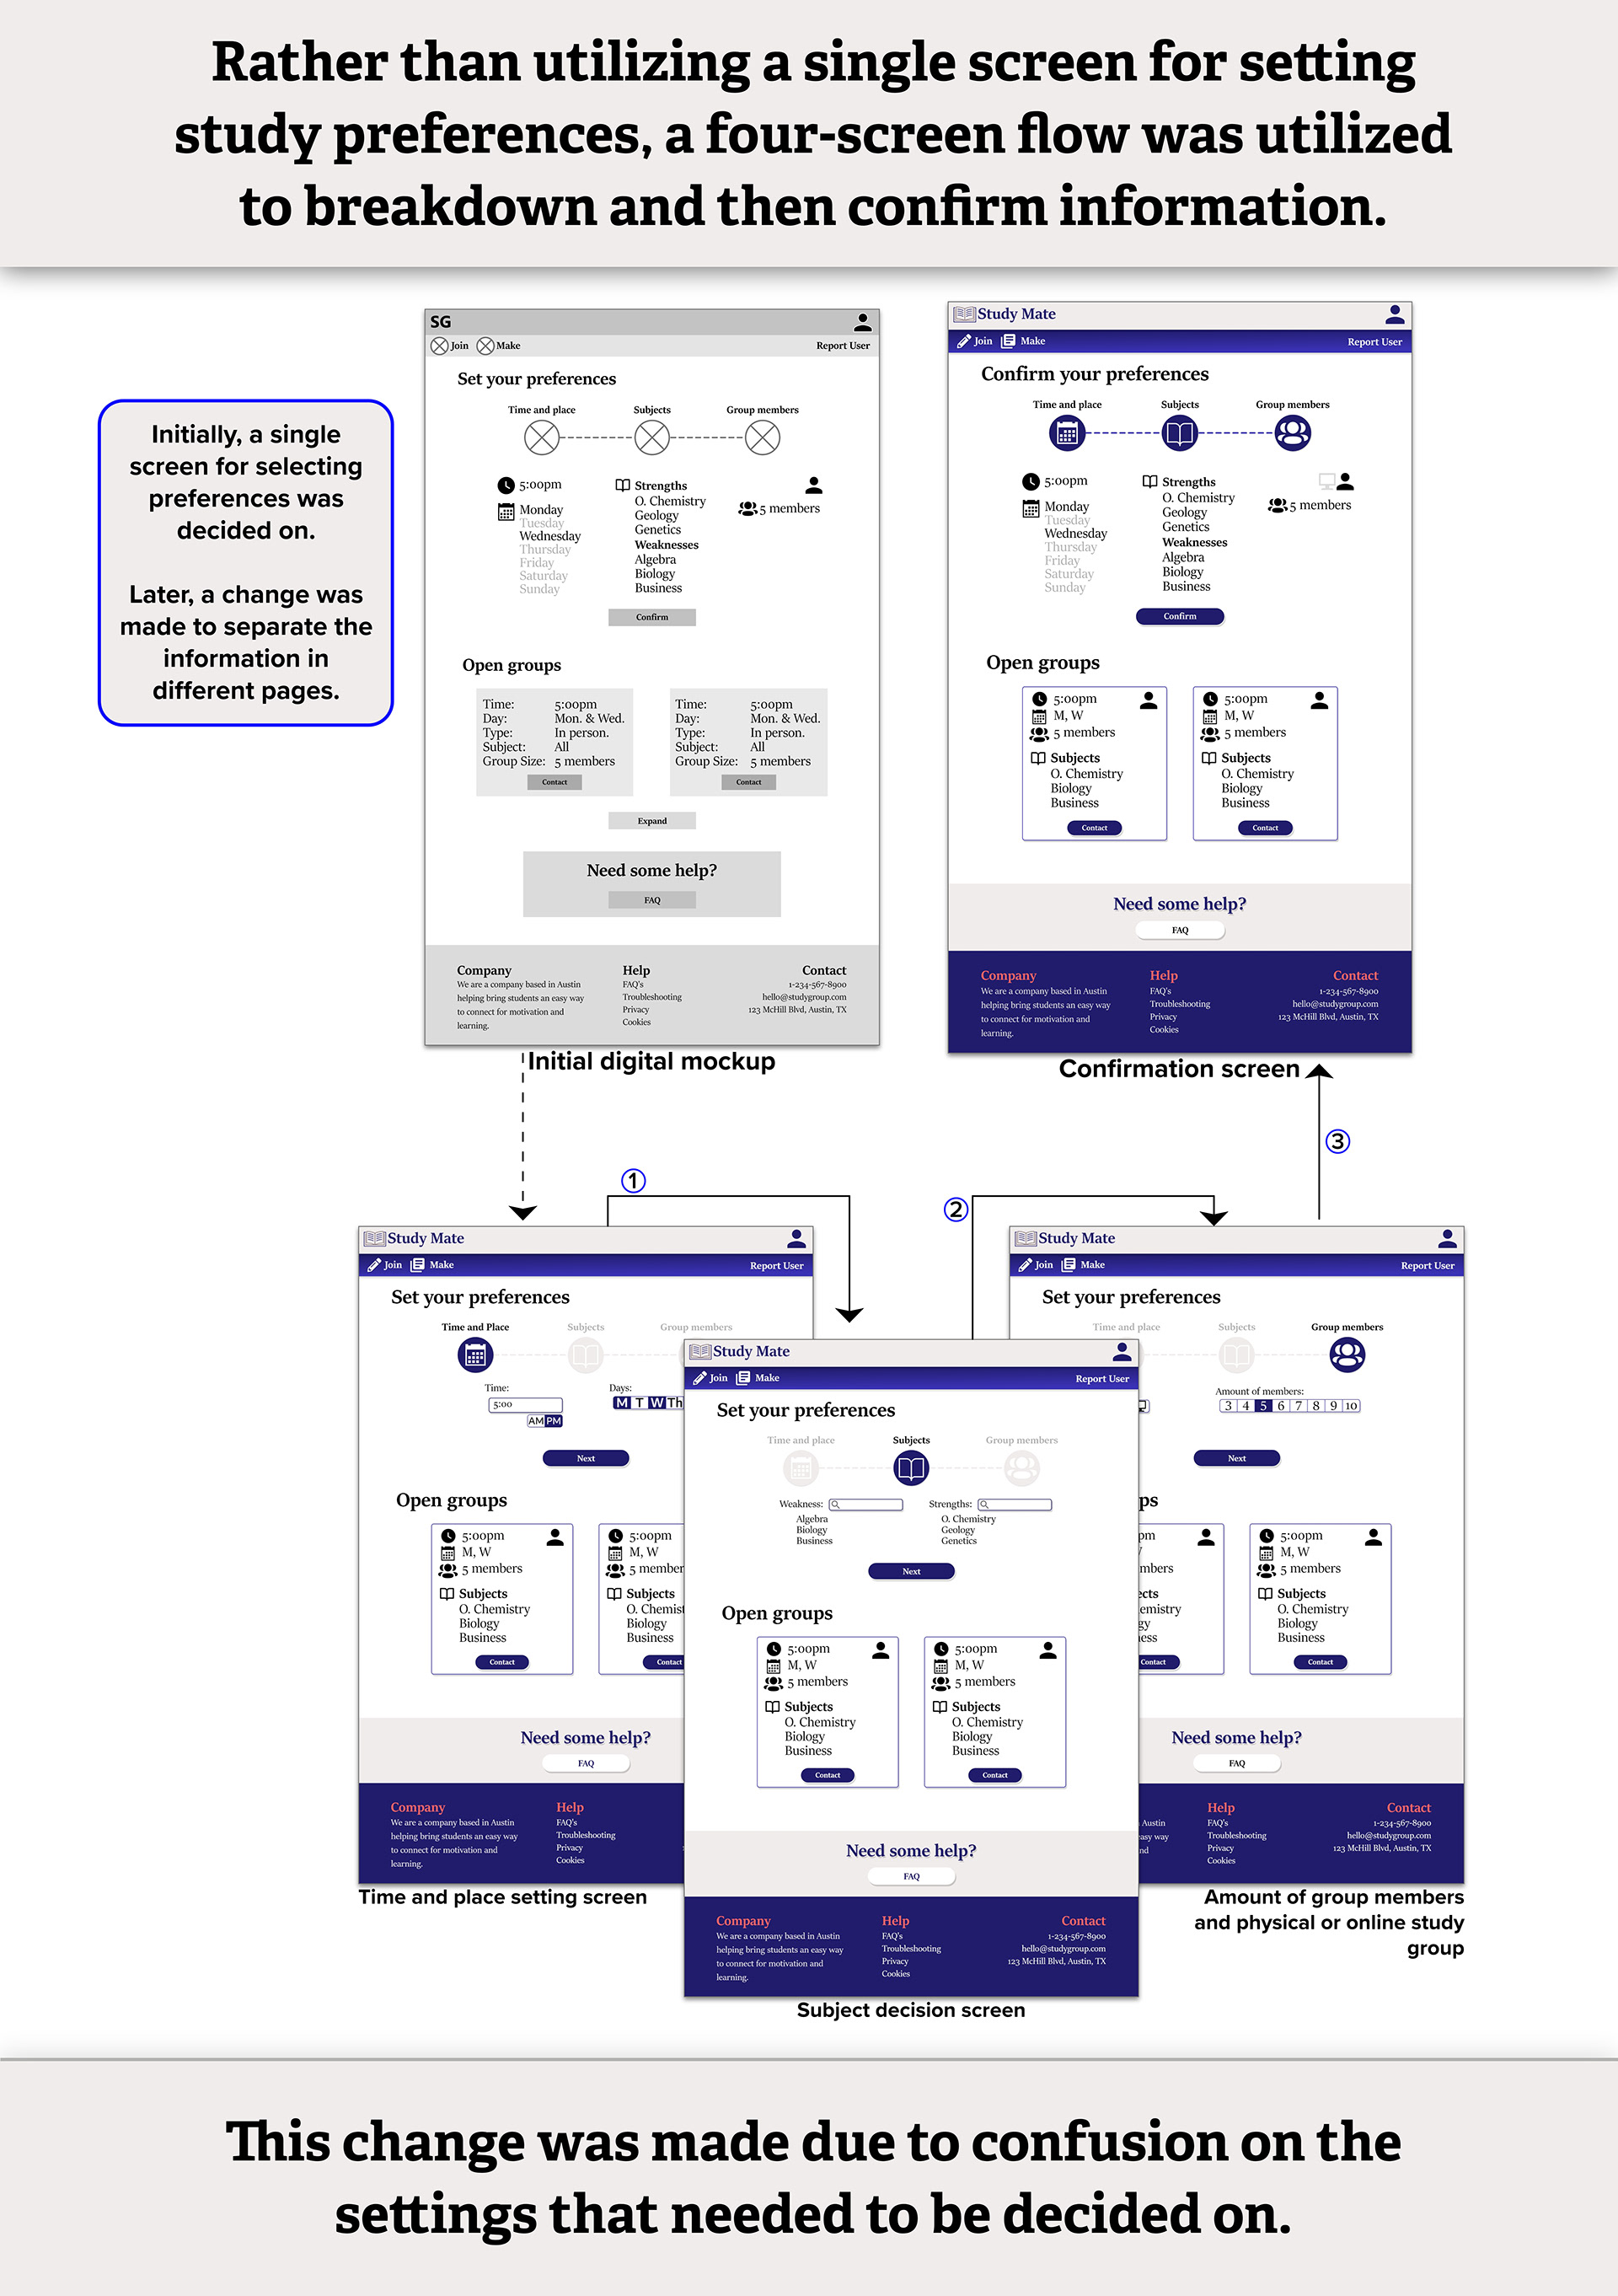 Rather than utilizing a single screen for setting
study preferences, a four-screen flow was utilized
to breakdown and then confirm information.
Initially, a single
screen for selecting
preferences was
decided on.
Later, a change was
made to separate the
information in
different pages.
SG
Join Make Report User
Set your preferences
Time and place Subjects Group members
5:00pm
Monday
Tuesday
Wednesday
Thursday
Friday
Saturday
Sunday
Strengths
O. Chemistry
Geology
Genetics
Weaknesses
Algebra
Biology
Business
5 members
Confirm
Open groups
Time: 5:00pm
Day: Mon. & Wed.
Type: In person.
Subject: All
Group Size: 5 members
Contact
Time: 5:00pm
Day: Mon. & Wed.
Type: In person.
Subject: All
Group Size: 5 members
Contact
Expand
Need some help?
FAQ
Company
We are a company based in Austin
helping bring students an easy way
to connect for motivation and
learning.
Help
FAQ's
Troubleshooting
Privacy
Cookies
Contact
1-234-567-8900
hello@studygroup.com
123 McHill Blvd, Austin, TX
Initial digital mockup
Study Mate
Join Make Report User
Confirm your preferences
Time and place Subjects Group members
5:00pm
Monday
Tuesday
Wednesday
Thursday
Friday
Saturday
Sunday
Strengths
O. Chemistry
Geology
Genetics
Weaknesses
Algebra
Biology
Business
5 members
Confirm
Open groups
5:00pm
M, W
5 members
Subjects
O. Chemistry
Biology
Business
Contact
5:00pm
M, W
5 members
Subjects
O. Chemistry
Biology
Business
Contact
Need some help?
FAQ
Company
We are a company based in Austin
helping bring students an easy way
to connect for motivation and
learning.
Help
FAQ's
Troubleshooting
Privacy
Cookies
Contact
1-234-567-8900
hello@studygroup.com
123 McHill Blvd, Austin, TX
Confirmation screen
1
2
3
Study Mate
Join Make Report User
Set your preferences
Time and Place Subjects Group members
Time:
5:00
AM PM
Days:
M T W Th
Next
Open groups
5:00pm
M, W
5 members
Subjects
O. Chemistry
Biology
Business
Contact
5:00pm
M, W
5 member
Subjects
O. Chemist
Biology
Business
Contact
Need some help?
FAQ
Company
We are a company based in Austin
helping bring students an easy way
to connect for motivation and
learning.
Help
FAQ's
Troubleshooting
Privacy
Cookies
Time and place setting screen
Study Mate
Join Make Report User
Set your preferences
Time and place Subjects Group members
Weakness:
Algebra
Biology
Business
Strengths:
O. Chemistry
Geology
Genetics
Next
Open groups
5:00pm
M, W
5 members
Subjects
O. Chemistry
Biology
Business
Contact
5:00pm
M, W
5 members
Subjects
O. Chemistry
Biology
Business
Contact
Need some help?
FAQ
Company
We are a company based in Austin
helping bring students an easy way
to connect for motivation and
learning.
Help
FAQ's
Troubleshooting
Privacy
Cookies
Contact
1-234-567-8900
hello@studygroup.com
123 McHill Blvd, Austin, TX
Subject decision screen
Study Mate
Join Make Report User
Set your preferences
Time and place Subjects Group members
Amount of members:
3 4 5 6 7 8 9 10
Next
ps
pm
mbers
ects
emistry
gy
ess
Contact
5:00pm
M, W
5 members
Subjects
O. Chemistry
Biology
Business
Contact
Need some help?
FAQ
Austin
easy way
nd
Help
FAQ's
Troubleshooting
Privacy
Cookies
Contact
1-234-567-8900
hello@studygroup.com
123 McHill Blvd, Austin, TX
Amount of group members
and physical or online study
group
This change was made due to confusion on the
settings that needed to be decided on.